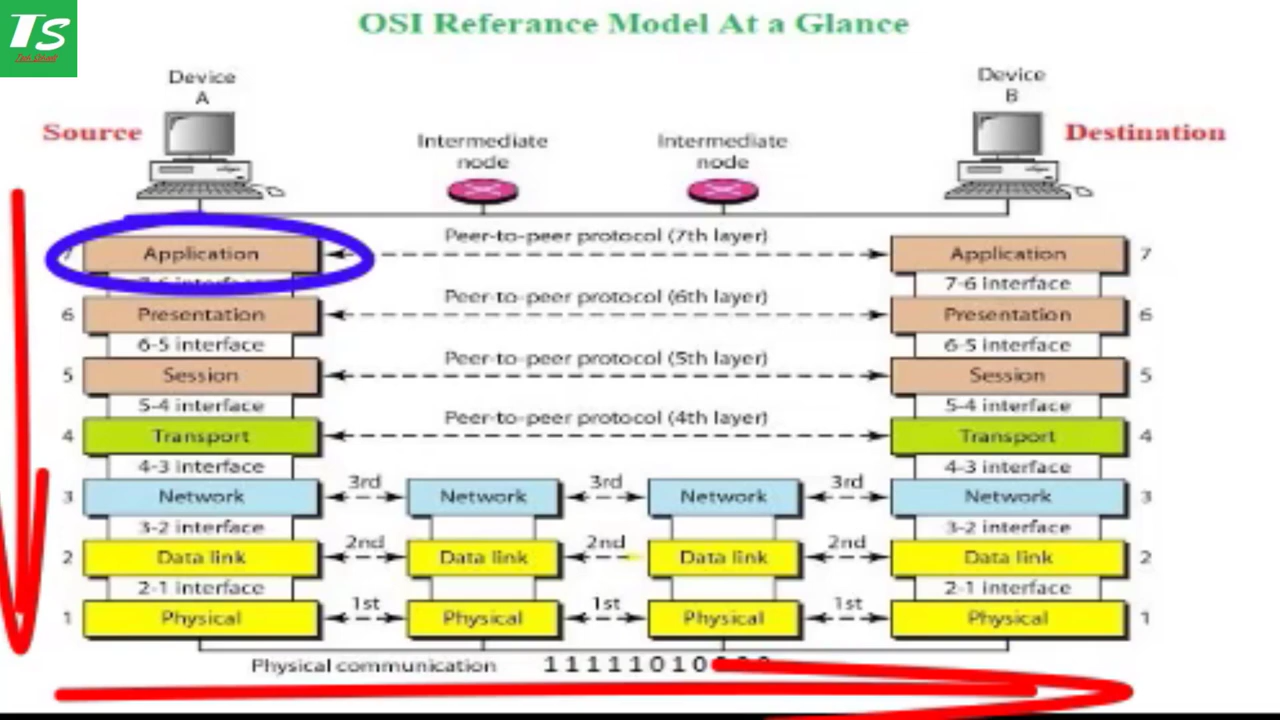 TS
OSI Referance Model At a Glance
Device
A
Device
B
Source
Destination
Intermediate
node
Intermediate
node
Application
Peer-to-peer protocol (7th layer)
Application
7
7-6 interface
7-6 interface
6
Presentation
Peer-to-peer protocol (6th layer)
Presentation
6
6-5 interface
6-5 interface
5
Session
Peer-to-peer protocol (5th layer)
Session
5
5-4 interface
5-4 interface
4
Transport
Peer-to-peer protocol (4th layer)
Transport
4
4-3 interface
4-3 interface
3
Network
3rd
Network
3rd
Network
3rd
Network
3
3-2 interface
3-2 interface
2
Data link
2nd
Data link
2nd
Data link
2nd
Data link
2
2-1 interface
2-1 interface
1
Physical
1st
Physical
1st
Physical
1st
Physical
1
Physical communication
11111010